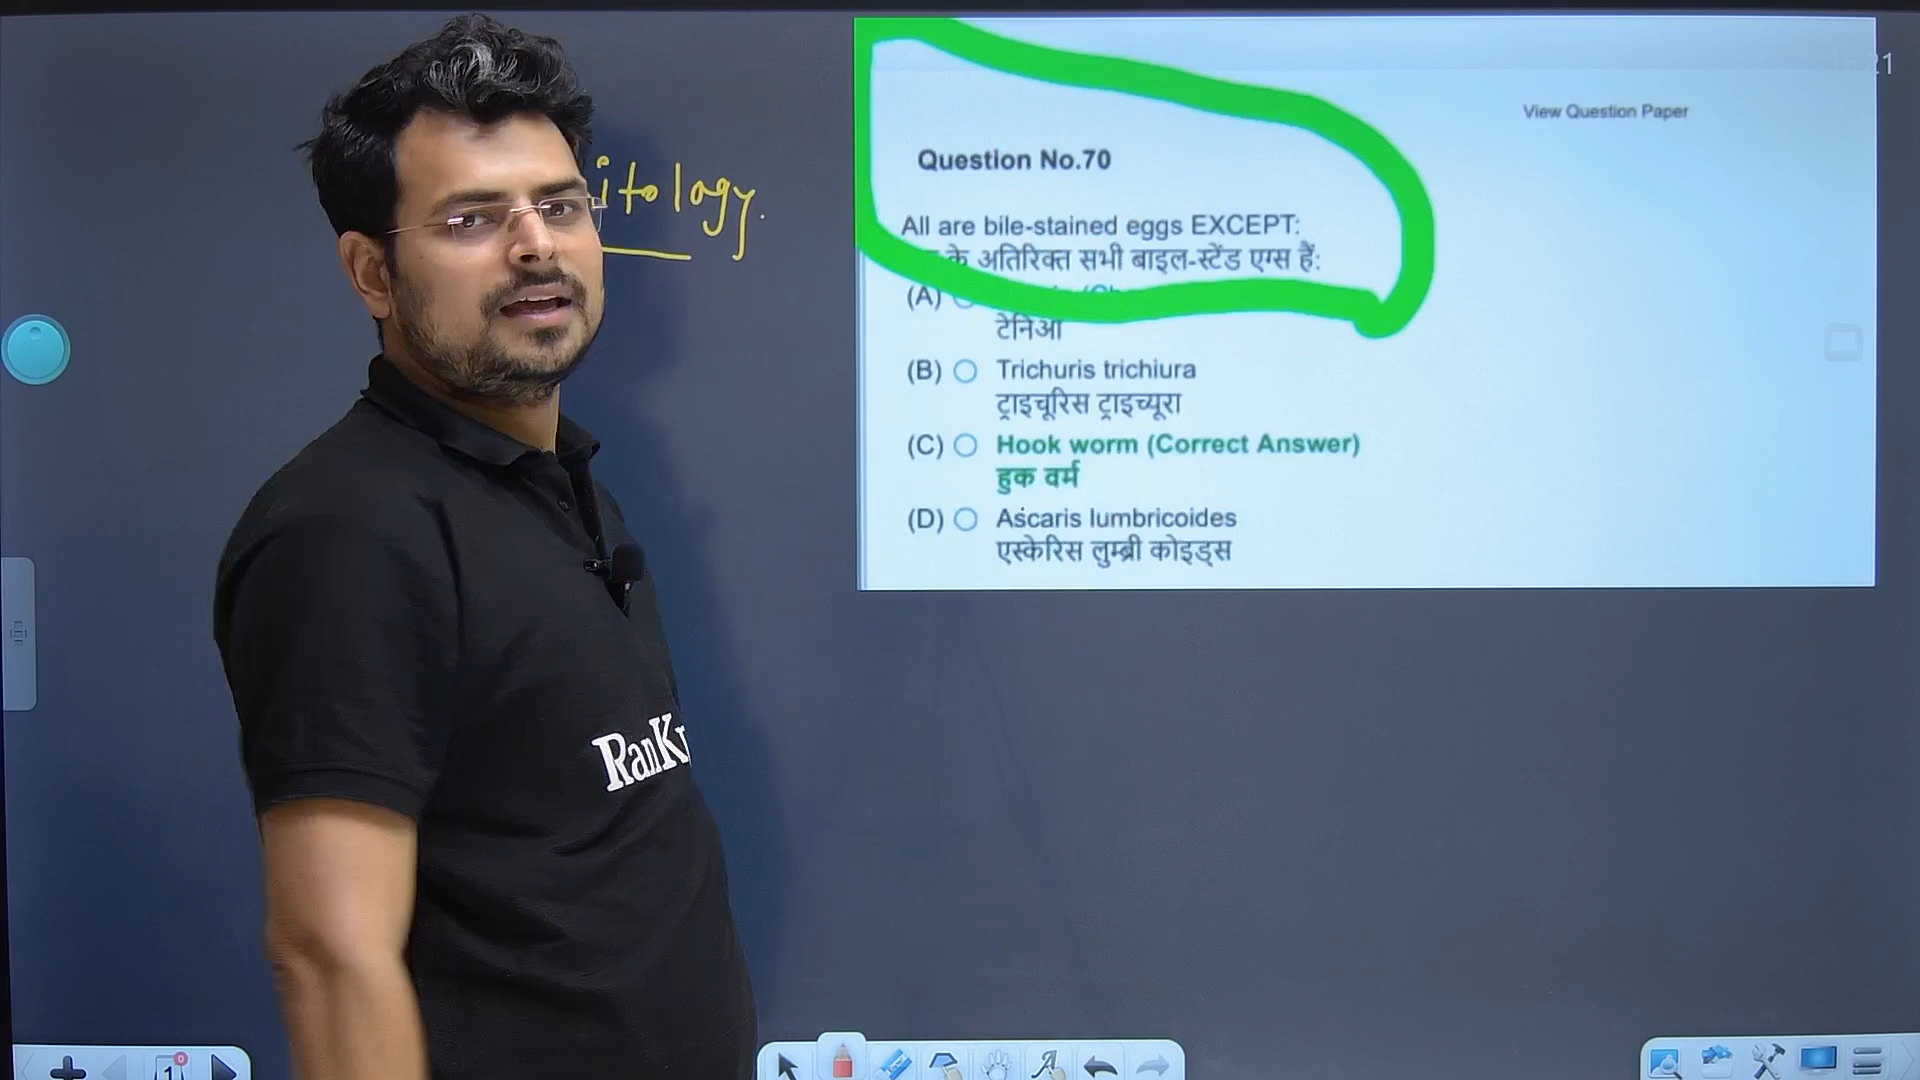 itology.
View Question Paper
Question No.70
All are bile-stained eggs EXCEPT:
के अतिरिक्त सभी बाइल-स्टेंड एग्स हैं:
(A)
टेनिआ
(B) Trichuris trichiura
ट्राइचूरिस ट्राइच्यूरा
(C) Hook worm (Correct Answer)
हुक वर्म
(D) Ascaris lumbricoides
एस्केरिस लुम्ब्री कोइड्स
RanK
1